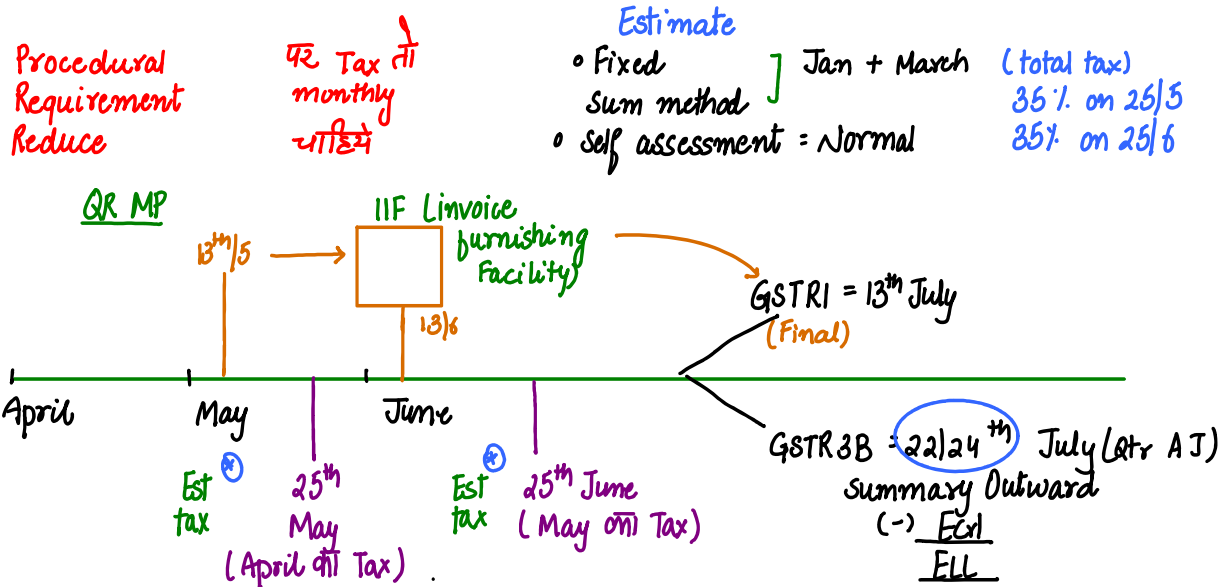 Estimate
Procedural
Requirement
Reduce
पर Tax तो
monthly
चाहिये
• Fixed
sum method
Jan + March
• Self assessment = Normal
(total tax)
35% on 25/5
35% on 25/6
QR MP
13th/5
IIF (invoice
furnishing
Facility)
13/6
GSTR1 = 13th July
(Final)
April
May
June
Est *
tax
25th
May
(April का Tax)
Est *
tax
25th June
(May का Tax)
GSTR3B = 22/24th July (Qtr AJ)
summary Outward
(-) ECrl
ELL